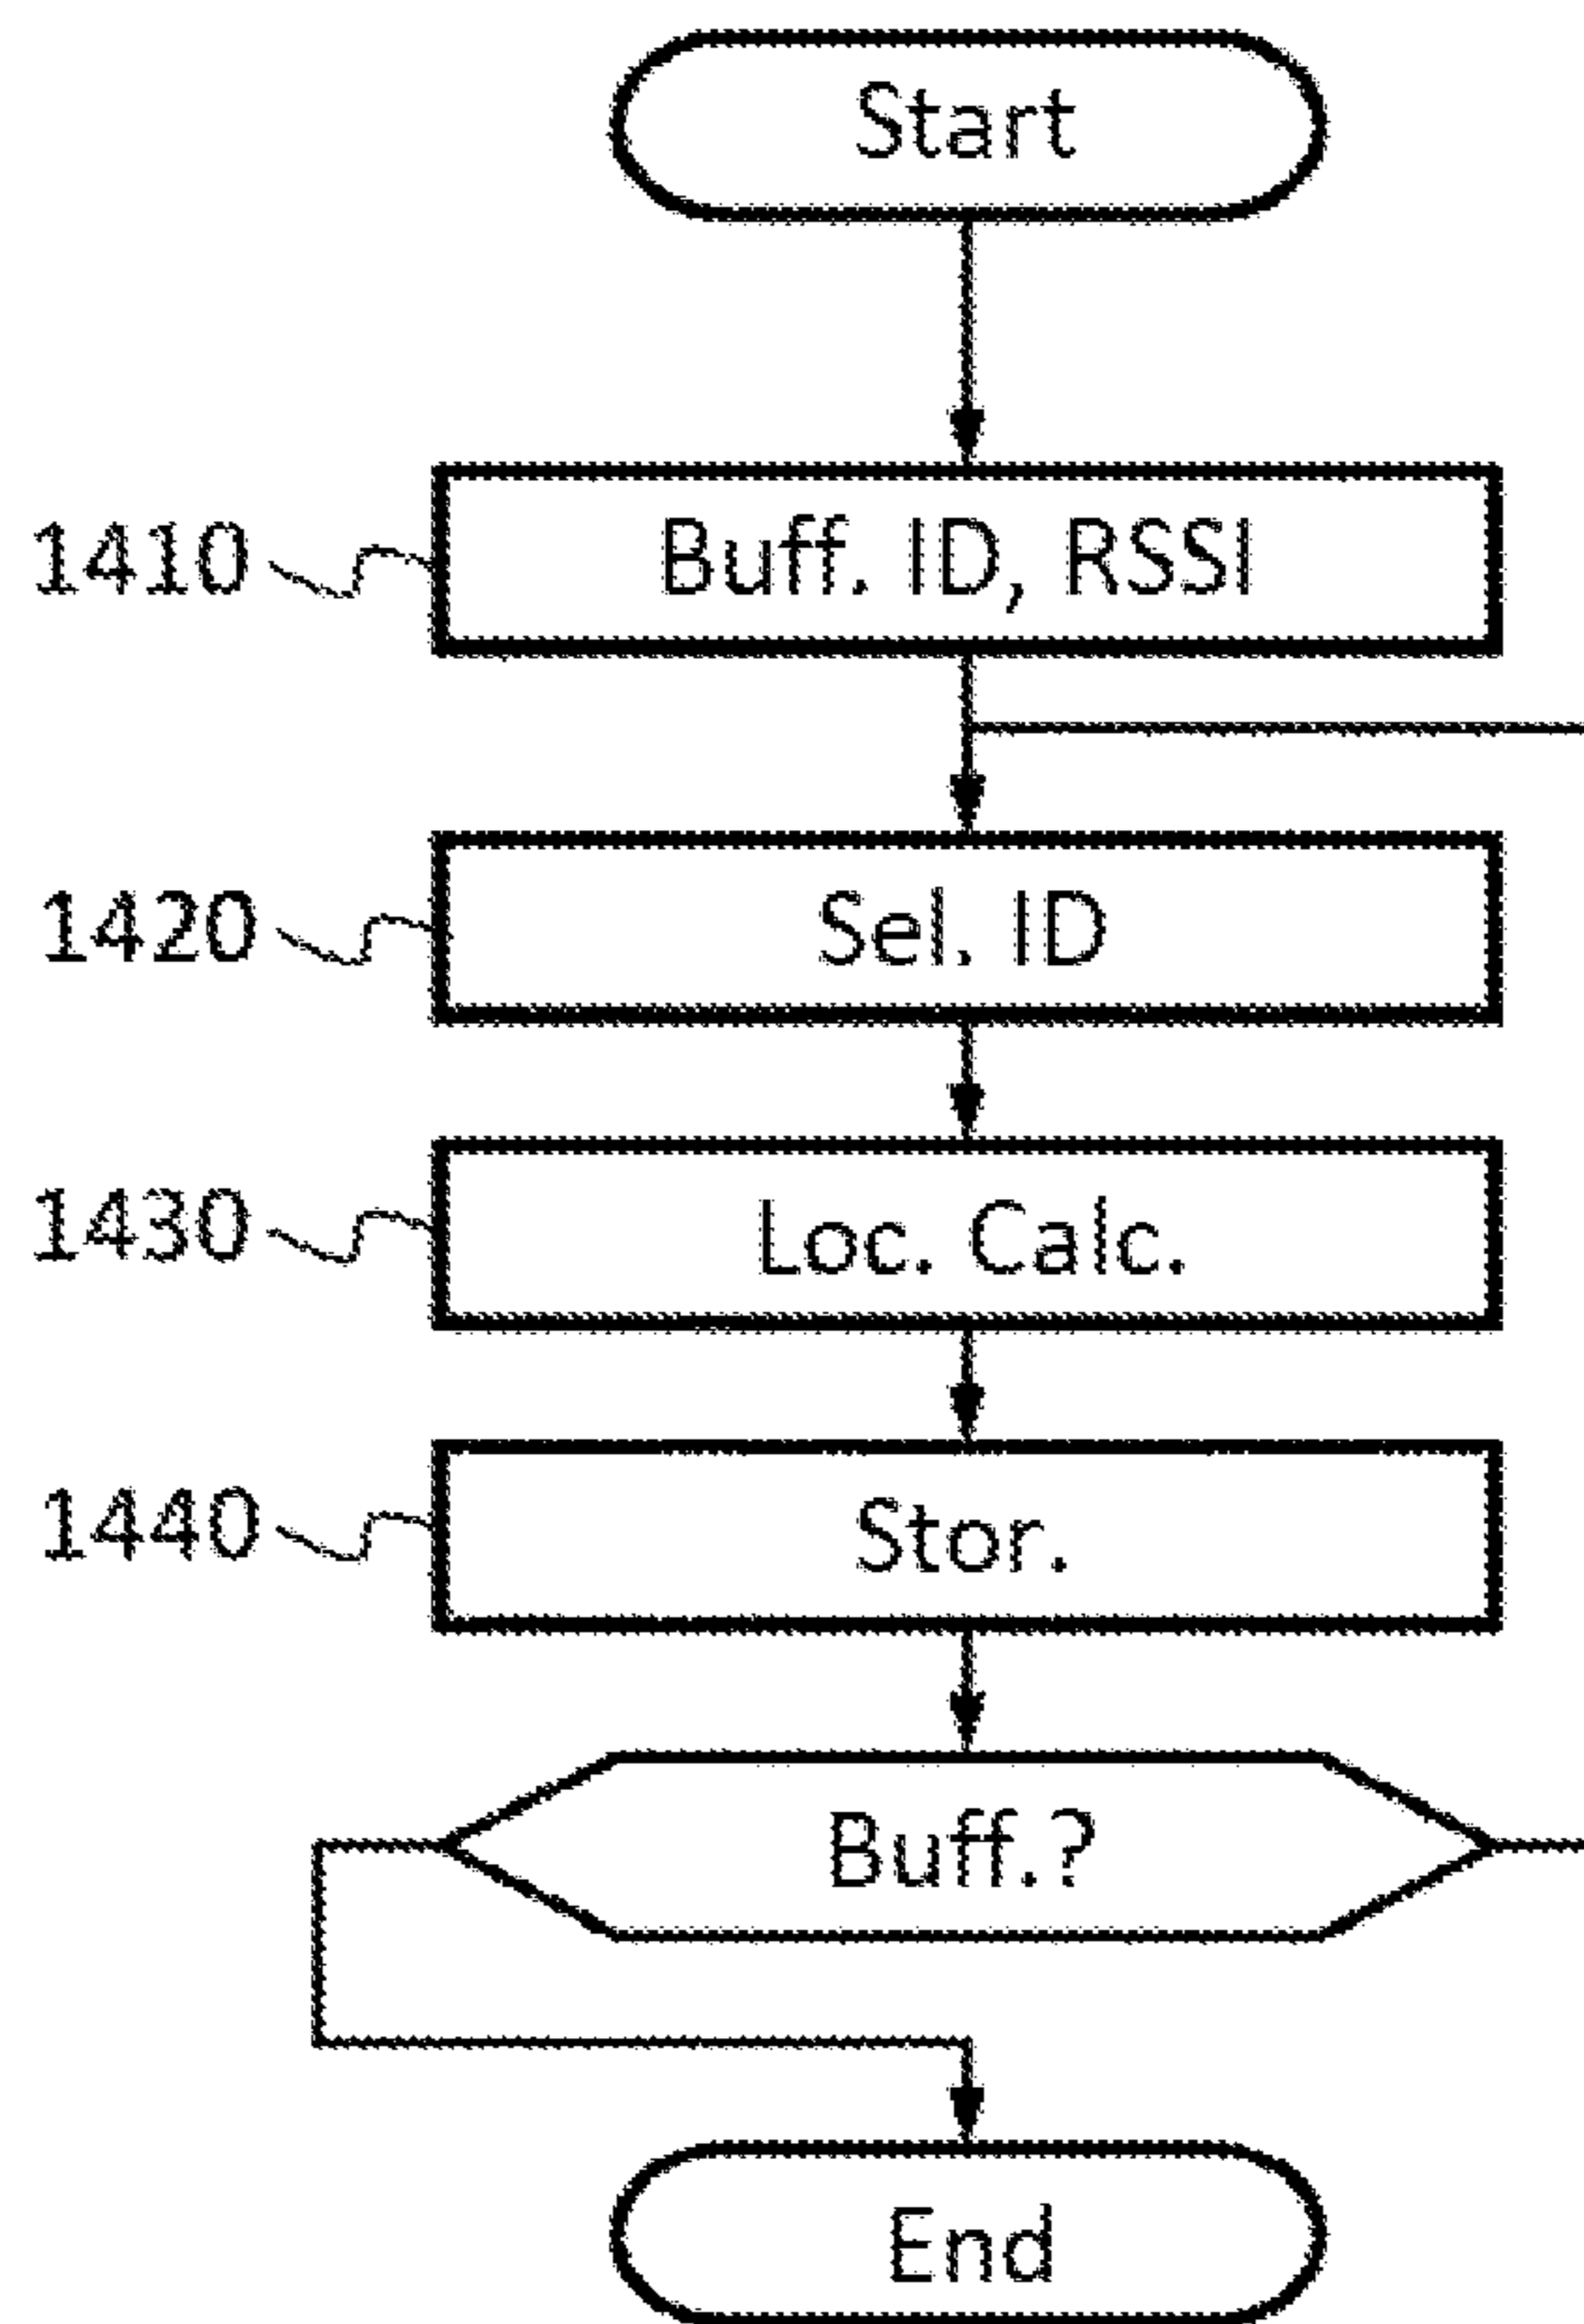 Start
1410 Buff. ID, RSSI
1420 Sel. ID
1430 Loc. Calc.
1440 Stor.
Buff.?
End